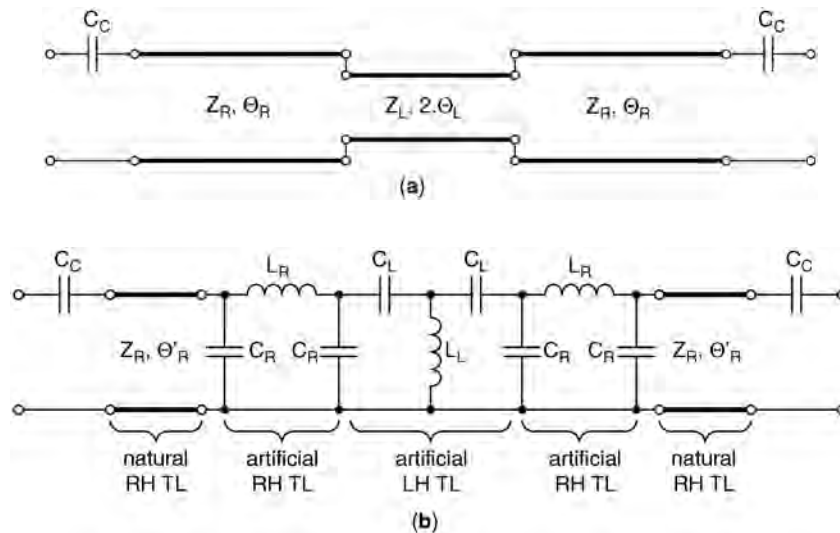 C_C C_C
Z_R, Θ_R Z_L, 2.Θ_L Z_R, Θ_R
(a)
C_C L_R C_L C_L L_R C_C
Z_R, Θ'_R C_R C_R L_L C_R C_R Z_R, Θ'_R
natural artificial artificial artificial natural
RH TL RH TL LH TL RH TL RH TL
(b)